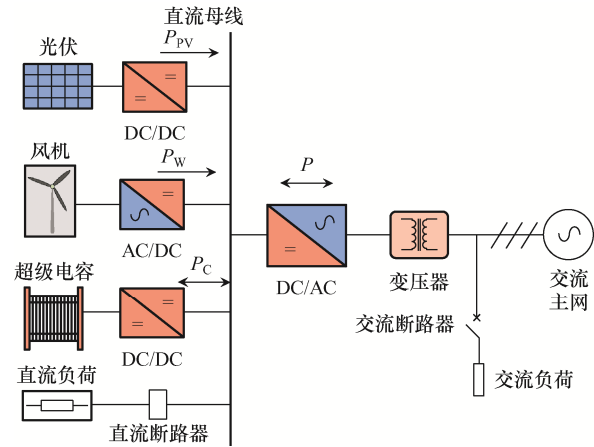 直流母线
光伏
P_PV
DC/DC
风机
P_W
AC/DC
P
DC/AC
变压器
交流
主网
超级电容
P_C
DC/DC
交流断路器
直流负荷
直流断路器
交流负荷